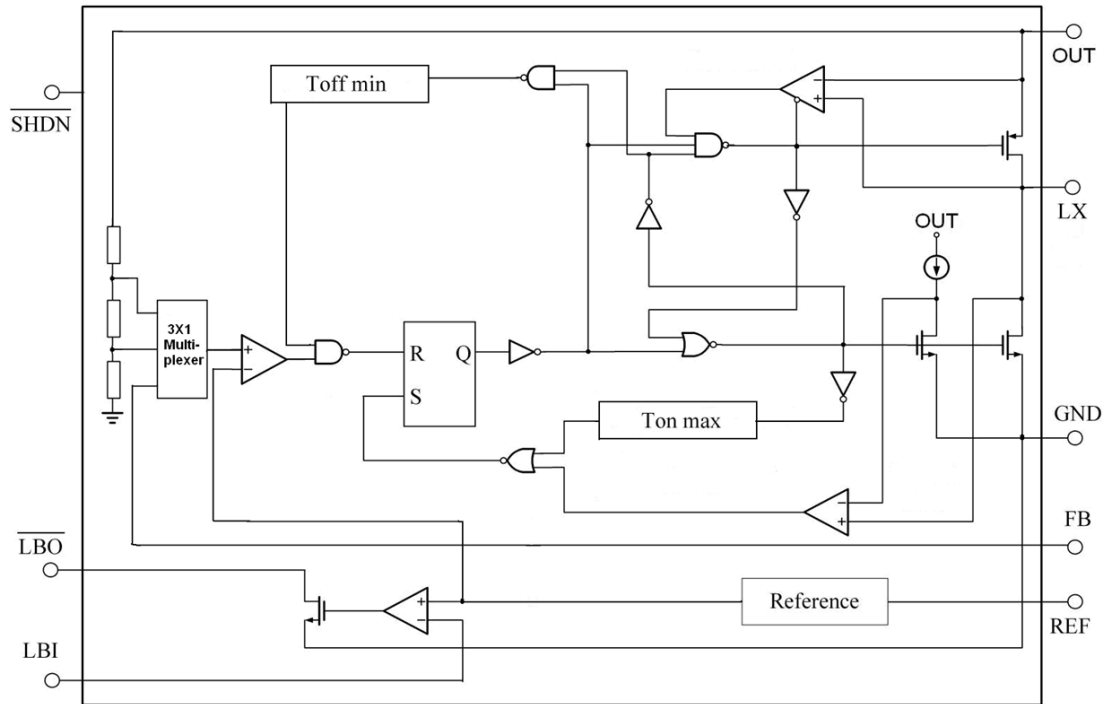 OUT
Toff min
SHDN
LX
OUT
3X1
Multi-
plexer
R Q
S
Ton max
GND
FB
LBO
Reference
REF
LBI